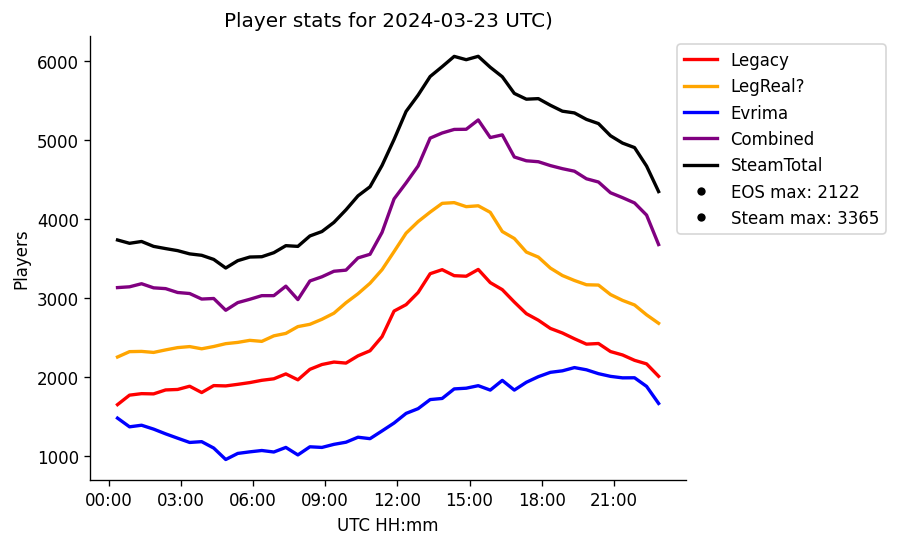 Player stats for 2024-03-23 UTC)
Legacy
LegReal?
Evrima
Combined
SteamTotal
EOS max: 2122
Steam max: 3365
Players
6000
5000
4000
3000
2000
1000
00:00 03:00 06:00 09:00 12:00 15:00 18:00 21:00
UTC HH:mm